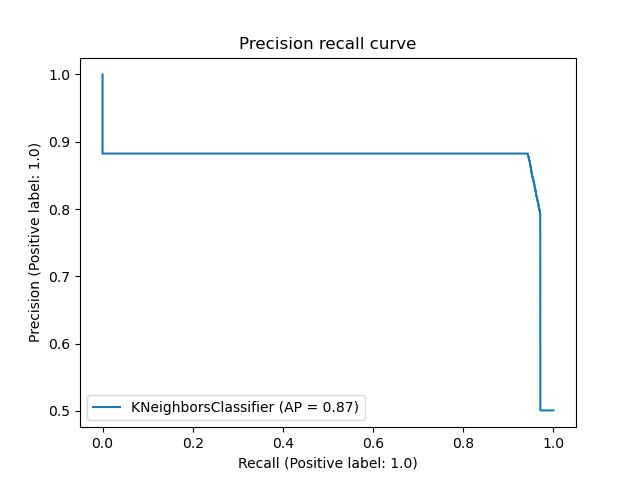 Precision recall curve
1.0
0.9
0.8
0.7
0.6
0.5
Precision (Positive label: 1.0)
KNeighborsClassifier (AP = 0.87)
0.0 0.2 0.4 0.6 0.8 1.0
Recall (Positive label: 1.0)